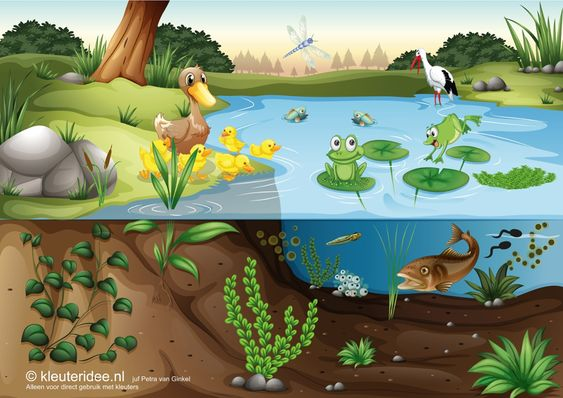 © kleuteridee.nl juf Petra van Ginkel
Alleen voor direct gebruik met kleuters